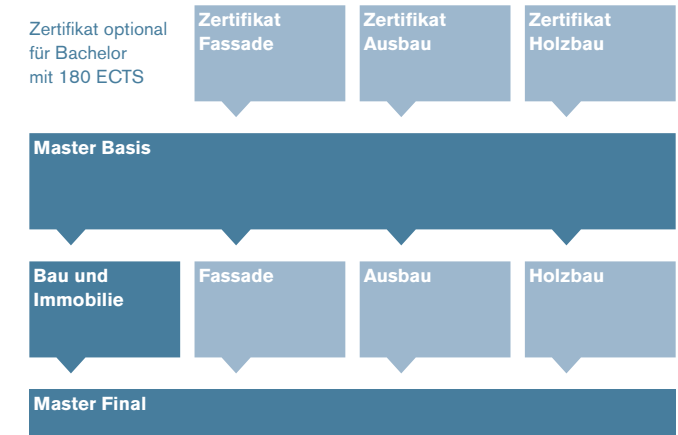 Zertifikat optional
für Bachelor
mit 180 ECTS
Zertifikat
Fassade
Zertifikat
Ausbau
Zertifikat
Holzbau
Master Basis
Bau und
Immobilie
Fassade
Ausbau
Holzbau
Master Final